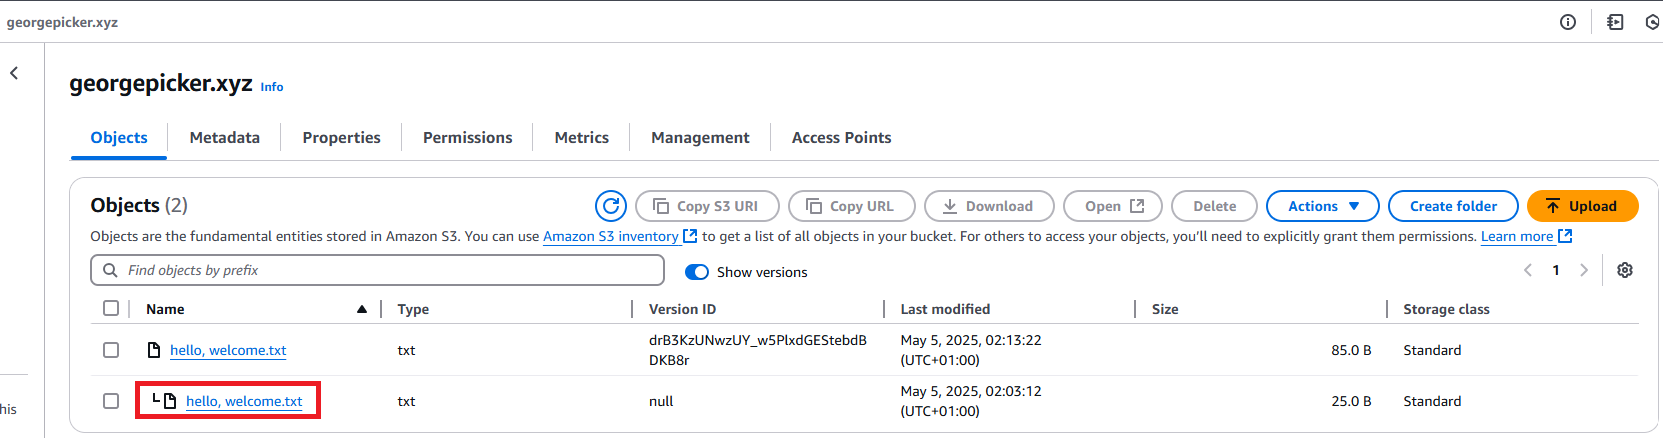 georgepicker.xyz
georgepicker.xyz Info
Objects Metadata Properties Permissions Metrics Management Access Points
Objects (2) Copy S3 URI Copy URL Download Open Delete Actions Create folder Upload
Objects are the fundamental entities stored in Amazon S3. You can use Amazon S3 inventory to get a list of all objects in your bucket. For others to access your objects, you'll need to explicitly grant them permissions. Learn more
Find objects by prefix Show versions 1
Name Type Version ID Last modified Size Storage class
hello, welcome.txt txt drB3KzUNwzUY_w5PlxdGEStebdB May 5, 2025, 02:13:22 85.0 B Standard
DKB8r (UTC+01:00)
hello, welcome.txt txt null May 5, 2025, 02:03:12 25.0 B Standard
his (UTC+01:00)